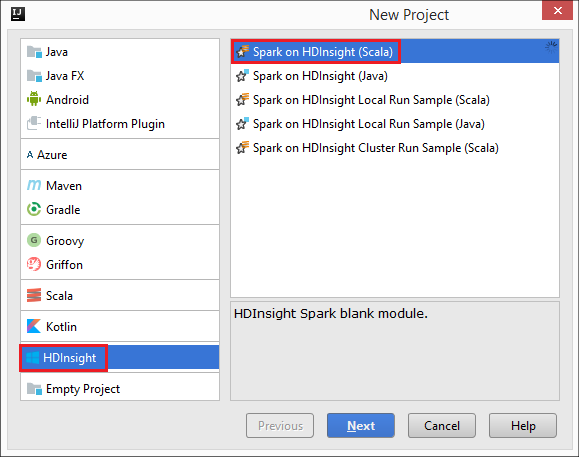 IJ
New Project
Java
Java FX
Android
IntelliJ Platform Plugin
A Azure
m Maven
Gradle
G Groovy
Griffon
Scala
Kotlin
HDInsight
Empty Project
Spark on HDInsight (Scala)
Spark on HDInsight (Java)
Spark on HDInsight Local Run Sample (Scala)
Spark on HDInsight Local Run Sample (Java)
Spark on HDInsight Cluster Run Sample (Scala)
HDInsight Spark blank module.
Previous Next Cancel Help